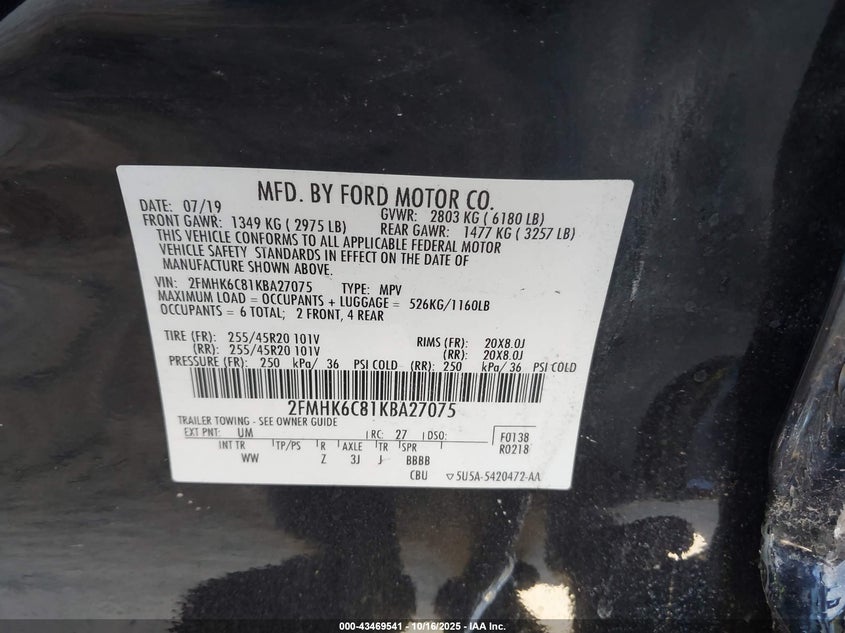 MFD. BY FORD MOTOR CO.
DATE: 07/19 GVWR: 2803 KG ( 6180 LB)
FRONT GAWR: 1349 KG ( 2975 LB) REAR GAWR: 1477 KG ( 3257 LB)
THIS VEHICLE CONFORMS TO ALL APPLICABLE FEDERAL MOTOR
VEHICLE SAFETY STANDARDS IN EFFECT ON THE DATE OF
MANUFACTURE SHOWN ABOVE.
VIN: 2FMHK6C81KBA27075 TYPE: MPV
MAXIMUM LOAD = OCCUPANTS + LUGGAGE = 526KG/1160LB
OCCUPANTS = 6 TOTAL; 2 FRONT, 4 REAR
TIRE (FR): 255/45R20 101V RIMS (FR): 20X8.0J
(RR): 255/45R20 101V (RR): 20X8.0J
PRESSURE (FR): 250 kPa/ 36 PSI COLD (RR): 250 kPa/ 36 PSI COLD
2FMHK6C81KBA27075
TRAILER TOWING - SEE OWNER GUIDE
EXT PNT: UM RC: 27 DSO: F0138
INT TR TP/PS R AXLE TR SPR R0218
WW Z 3J J BBBB
CBU ▽5U5A-5420472-AA
000-43469541 - 10/16/2025 - IAA Inc.